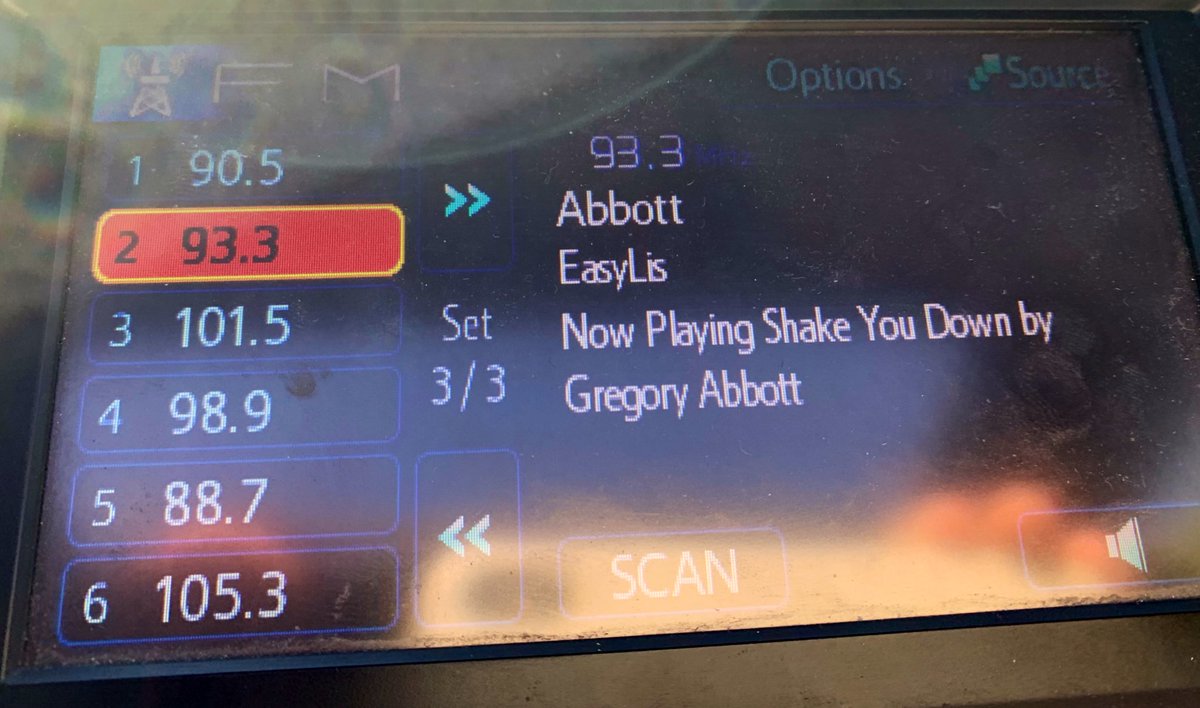 FM
Options
Source
1 90.5
2 93.3
3 101.5
4 98.9
5 88.7
6 105.3
Set
3/3
93.3 MHz
Abbott
EasyLis
Now Playing Shake You Down by
Gregory Abbott
SCAN